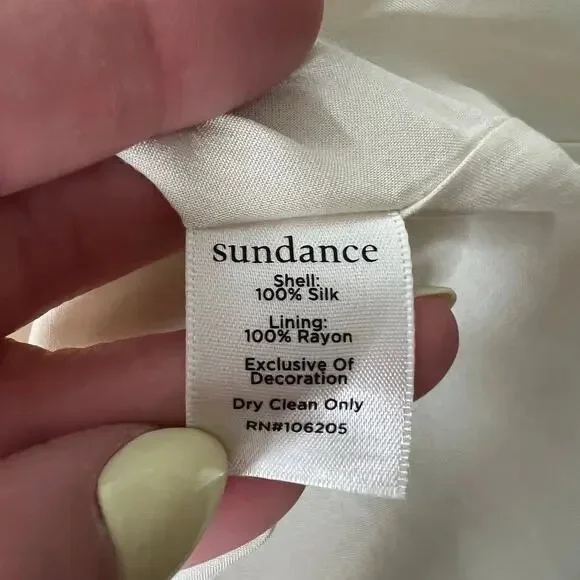 sundance
Shell:
100% Silk
Lining:
100% Rayon
Exclusive Of
Decoration
Dry Clean Only
RN#106205